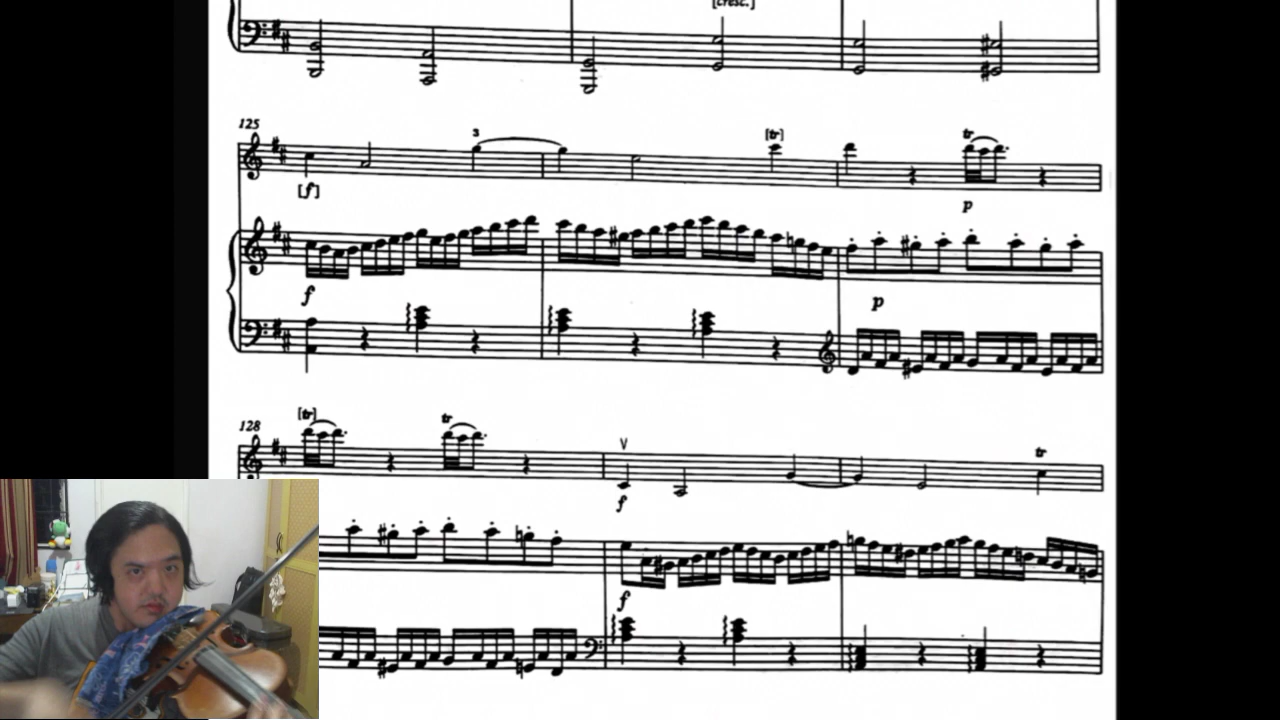 [cresc.]
125
3 [tr] tr
[f] p
f p
128
[tr] tr V tr
f
f